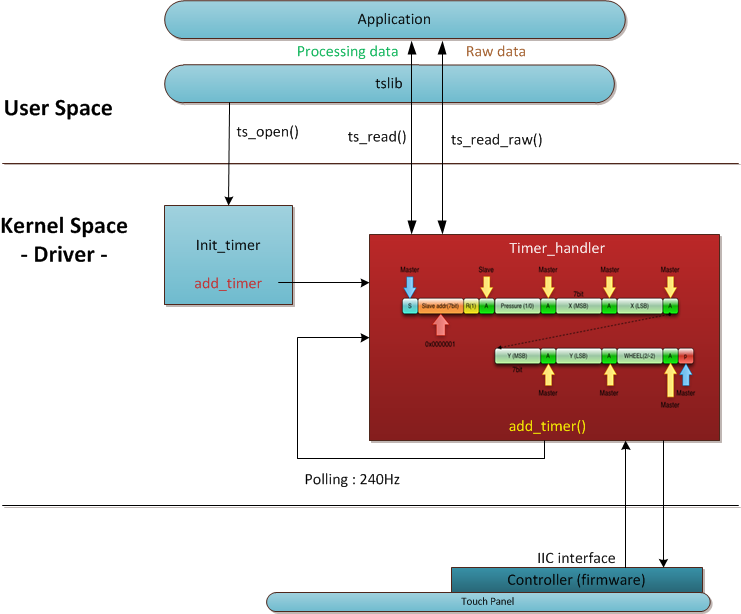 Application
Processing data
Raw data
tslib
User Space
ts_open()
ts_read()
ts_read_raw()
Kernel Space
- Driver -
Init_timer
add_timer
Timer_handler
Master
Slave
Master
Master
Master
7bit
S
Slave addr(7bit)
R(1)
A
Pressure (1/0)
A
X (MSB)
A
X (LSB)
A
0x0000001
Y (MSB)
A
Y (LSB)
A
WHEEL(2/-2)
A
p
7bit
Master
Master
Master
Master
add_timer()
Polling : 240Hz
IIC interface
Controller (firmware)
Touch Panel